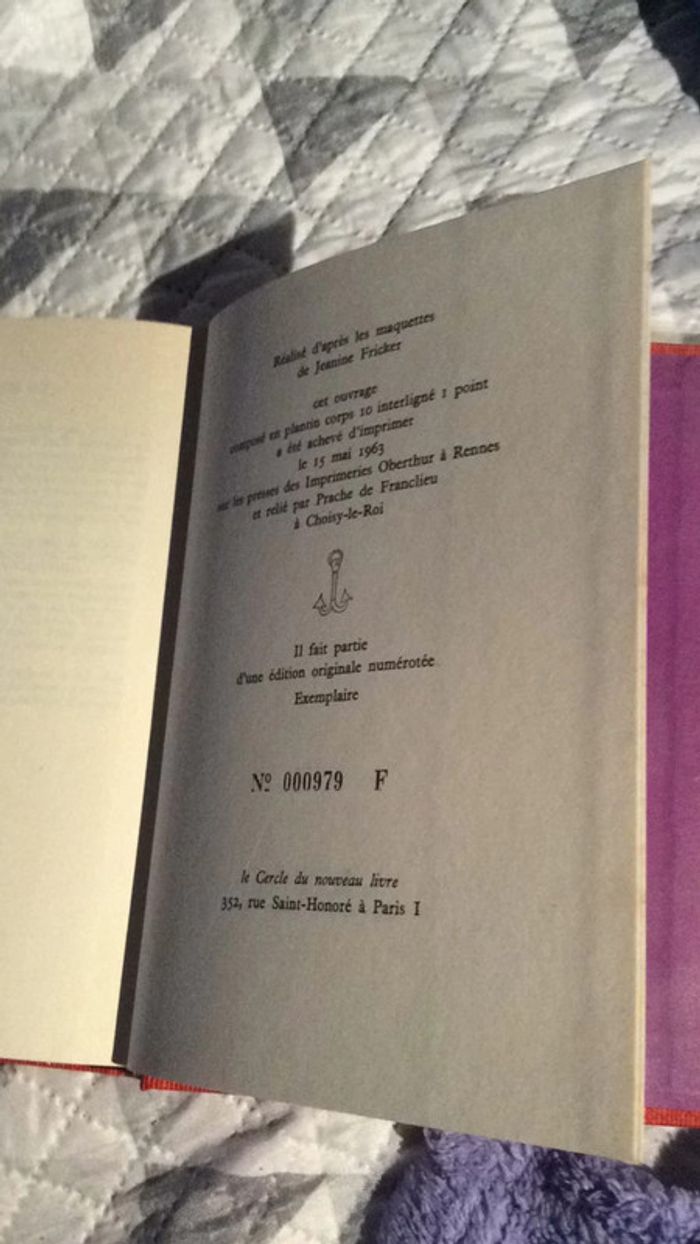 Réalisé d'après les maquettes
de Jeanine Fricker
cet ouvrage
composé en plantin corps 10 interligné 1 point
a été achevé d'imprimer
le 15 mai 1963
sur les presses des Imprimeries Oberthur à Rennes
et relié par Prache de Franclieu
à Choisy-le-Roi
Il fait partie
d'une édition originale numérotée
Exemplaire
Nº 000979 F
le Cercle du nouveau livre
352, rue Saint-Honoré à Paris I